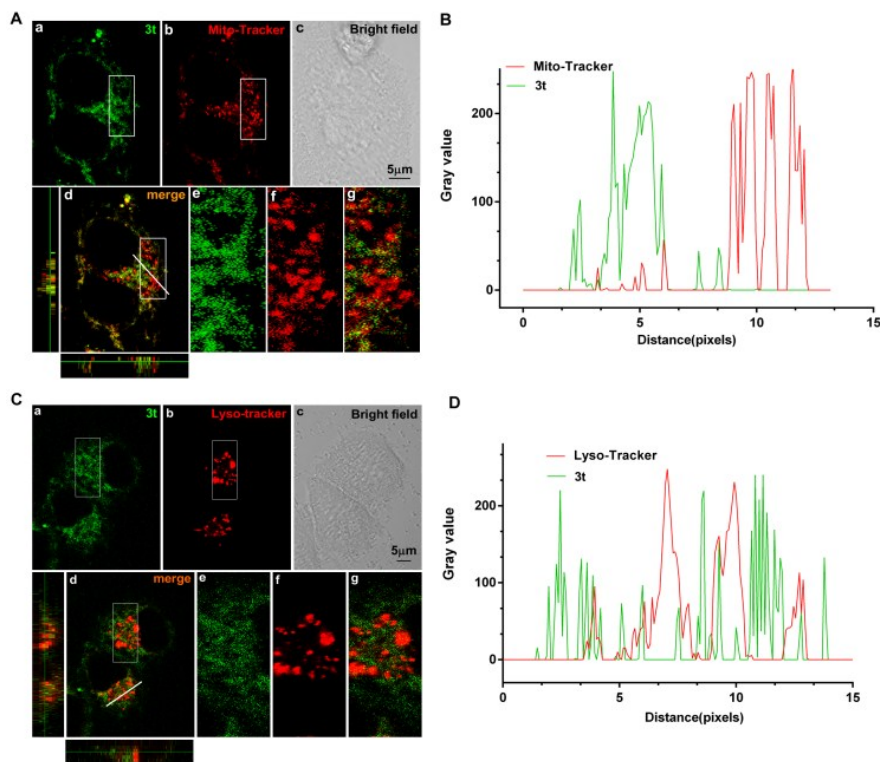 A
a 3t
b Mito-Tracker
c Bright field
5μm
d merge
e
f
g
B
Mito-Tracker
3t
Gray value
200
100
0
0 5 10 15
Distance(pixels)
C
a 3t
b Lyso-tracker
c Bright field
5μm
d merge
e
f
g
D
Lyso-Tracker
3t
Gray value
200
100
0
0 5 10 15
Distance(pixels)